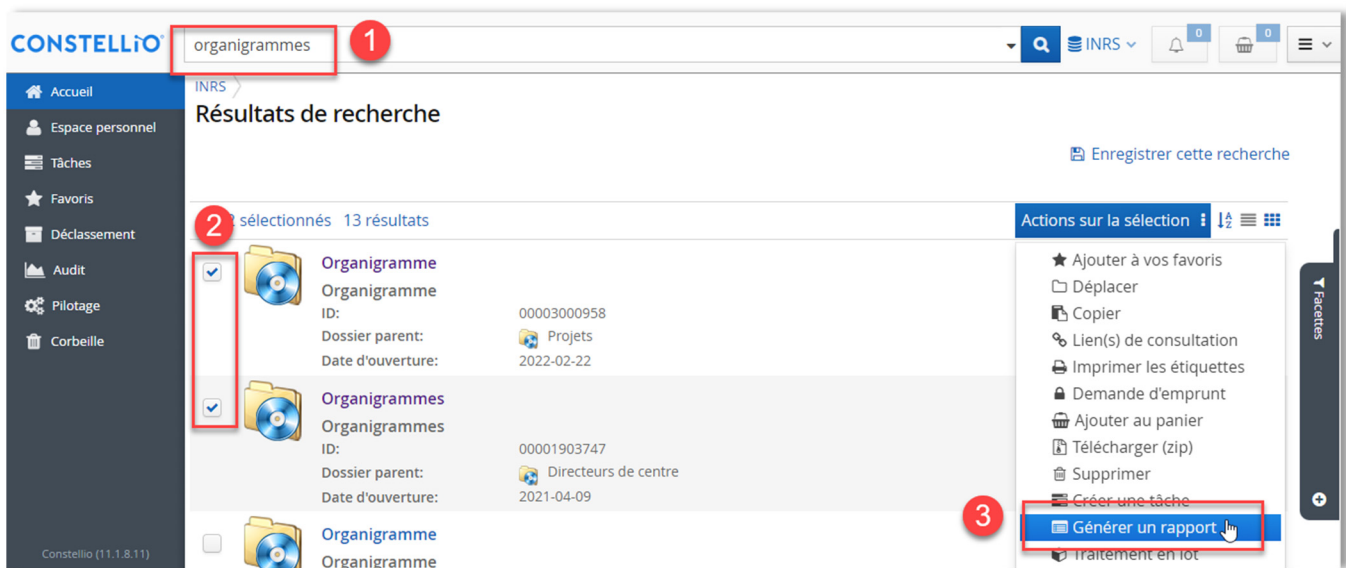 CONSTELLiO
organigrammes
1
INRS
0
0
Accueil
Espace personnel
Tâches
Favoris
Déclassement
Audit
Pilotage
Corbeille
Constellio (11.1.8.11)
INRS
Résultats de recherche
Enregistrer cette recherche
2
sélectionnés 13 résultats
Actions sur la sélection
Organigramme
Organigramme
ID: 00003000958
Dossier parent: Projets
Date d'ouverture: 2022-02-22
Organigrammes
Organigrammes
ID: 00001903747
Dossier parent: Directeurs de centre
Date d'ouverture: 2021-04-09
Organigramme
Organigramme
Ajouter à vos favoris
Déplacer
Copier
Lien(s) de consultation
Imprimer les étiquettes
Demande d'emprunt
Ajouter au panier
Télécharger (zip)
Supprimer
Créer une tâche
3
Générer un rapport
Traitement en lot
Facettes